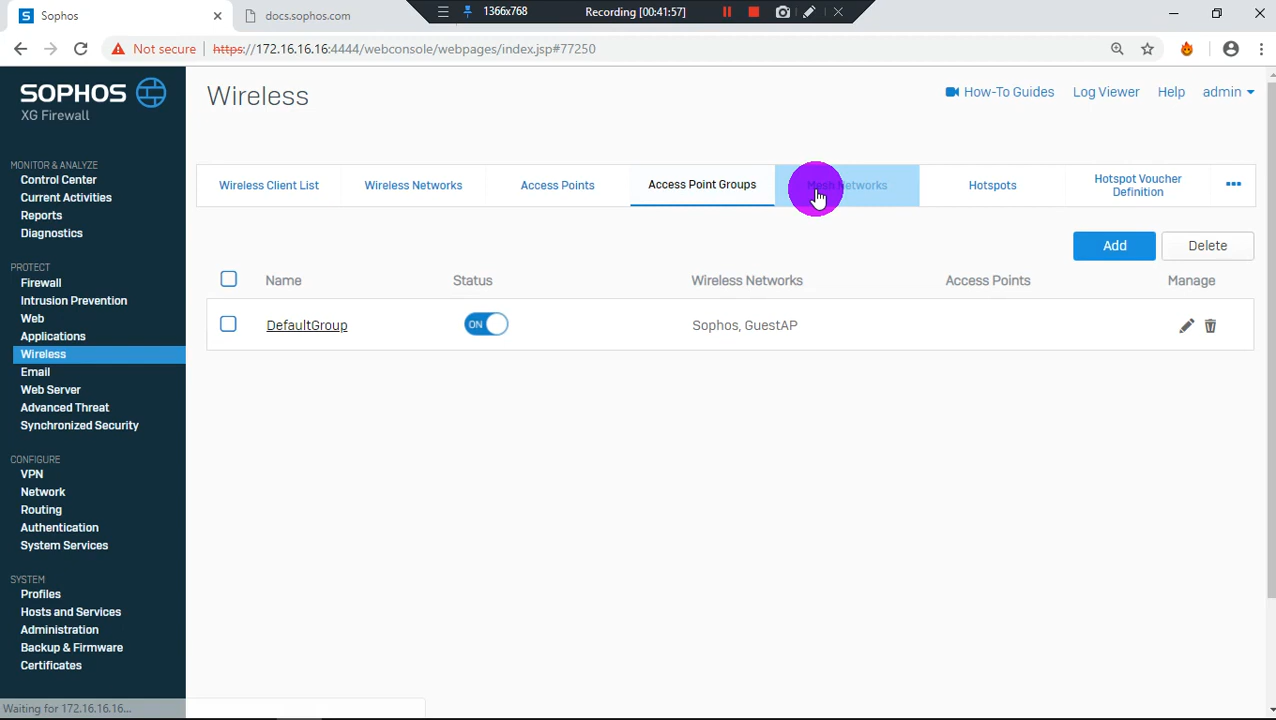 Sophos
docs.sophos.com
1366x768
Recording [00:41:57]
Not secure
https://172.16.16.16:4444/webconsole/webpages/index.jsp#77250
SOPHOS
XG Firewall
Wireless
How-To Guides
Log Viewer
Help
admin
MONITOR & ANALYZE
Control Center
Current Activities
Reports
Diagnostics
PROTECT
Firewall
Intrusion Prevention
Web
Applications
Wireless
Email
Web Server
Advanced Threat
Synchronized Security
CONFIGURE
VPN
Network
Routing
Authentication
System Services
SYSTEM
Profiles
Hosts and Services
Administration
Backup & Firmware
Certificates
Wireless Client List
Wireless Networks
Access Points
Access Point Groups
Mesh Networks
Hotspots
Hotspot Voucher
Definition
Add
Delete
Name
Status
Wireless Networks
Access Points
Manage
DefaultGroup
ON
Sophos, GuestAP
Waiting for 172.16.16.16...